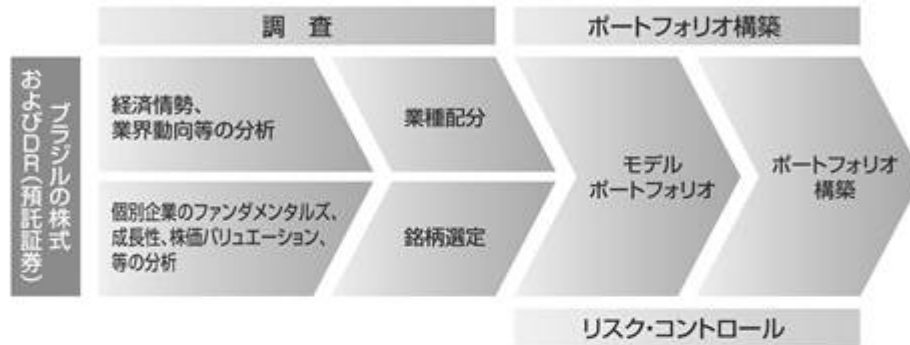 調 査
ポートフォリオ構築
ブラジルの株式
およびDR(預託証券)
経済情勢、
業界動向等の分析
業種配分
個別企業のファンダメンタルズ、
成長性、株価バリュエーション、
等の分析
銘柄選定
モデル
ポートフォリオ
ポートフォリオ
構築
リスク・コントロール